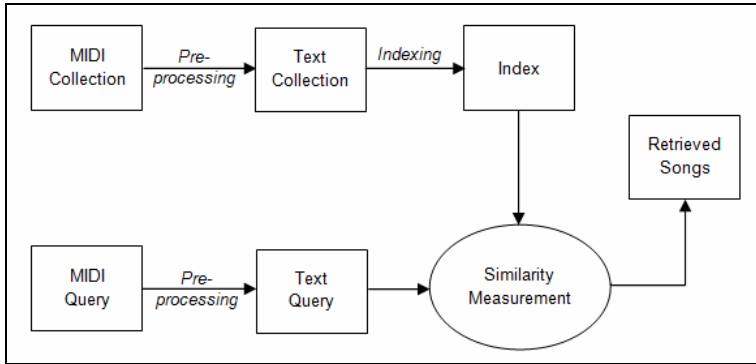 MIDI
Collection
Pre-
processing
Text
Collection
Indexing
Index
Retrieved
Songs
MIDI
Query
Pre-
processing
Text
Query
Similarity
Measurement